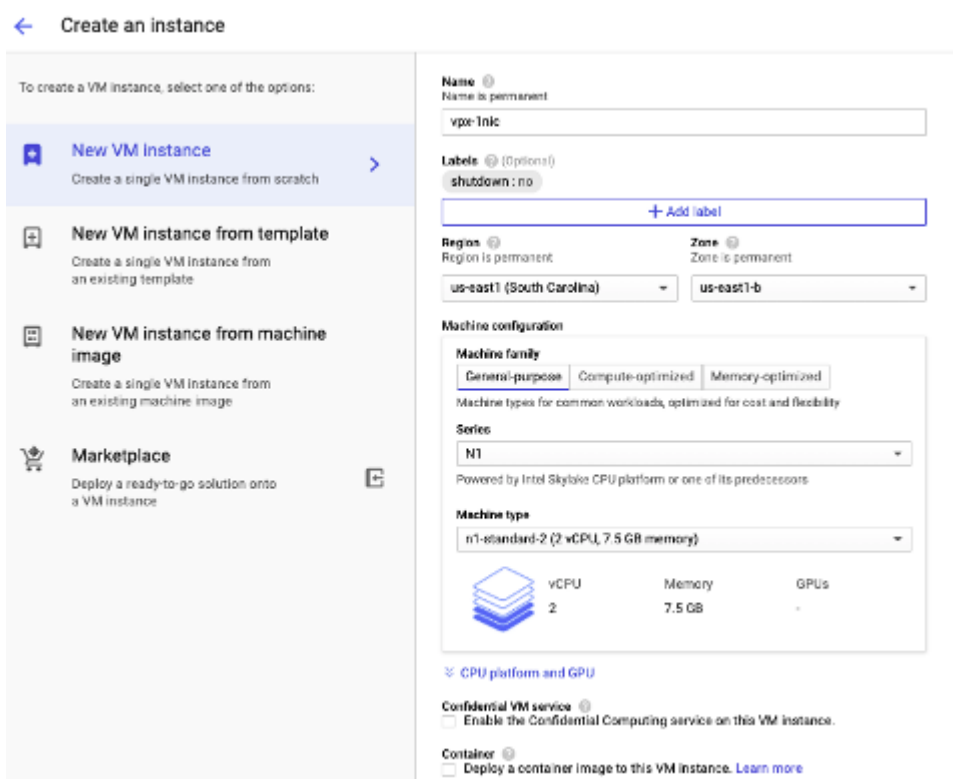 Create an instance
To create a VM instance, select one of the options:
New VM instance
Create a single VM instance from scratch
New VM instance from template
Create a single VM instance from
an existing template
New VM instance from machine
image
Create a single VM instance from
an existing machine image
Marketplace
Deploy a ready-to-go solution onto
a VM instance
Name
Name is permanent
vpx-1nic
Labels (Optional)
shutdown : no
+ Add label
Region
Region is permanent
us-east1 (South Carolina)
Zone
Zone is permanent
us-east1-b
Machine configuration
Machine family
General-purpose Compute-optimized Memory-optimized
Machine types for common workloads, optimized for cost and flexibility
Series
N1
Powered by Intel Skylake CPU platform or one of its predecessors
Machine type
n1-standard-2 (2 vCPU, 7.5 GB memory)
vCPU Memory GPUs
2 7.5 GB -
CPU platform and GPU
Confidential VM service
Enable the Confidential Computing service on this VM instance.
Container
Deploy a container image to this VM instance. Learn more